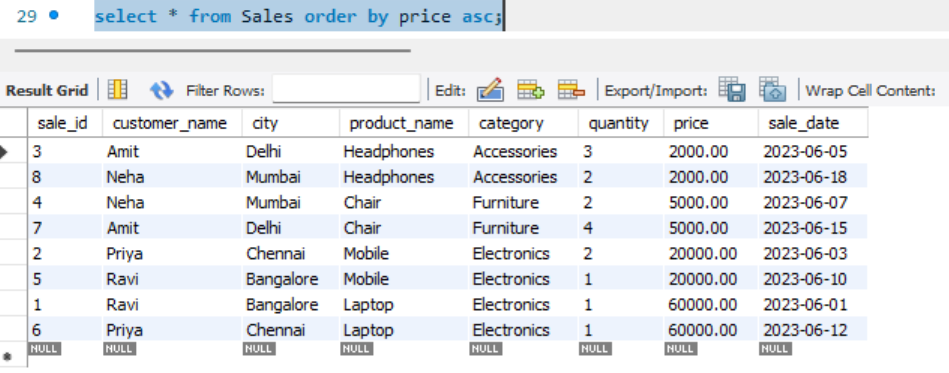 29 select * from Sales order by price asc;
Result Grid Filter Rows: Edit: Export/Import: Wrap Cell Content:
sale_id customer_name city product_name category quantity price sale_date
3 Amit Delhi Headphones Accessories 3 2000.00 2023-06-05
8 Neha Mumbai Headphones Accessories 2 2000.00 2023-06-18
4 Neha Mumbai Chair Furniture 2 5000.00 2023-06-07
7 Amit Delhi Chair Furniture 4 5000.00 2023-06-15
2 Priya Chennai Mobile Electronics 2 20000.00 2023-06-03
5 Ravi Bangalore Mobile Electronics 1 20000.00 2023-06-10
1 Ravi Bangalore Laptop Electronics 1 60000.00 2023-06-01
6 Priya Chennai Laptop Electronics 1 60000.00 2023-06-12
NULL NULL NULL NULL NULL NULL NULL NULL